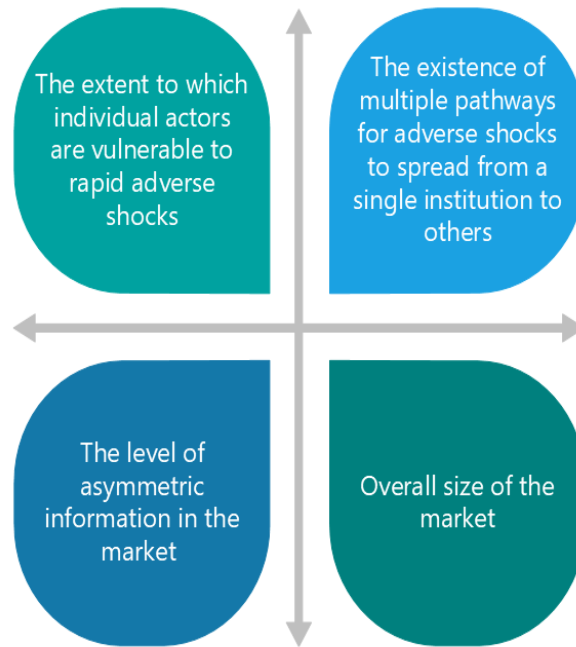 The extent to which
individual actors
are vulnerable to
rapid adverse
shocks
The existence of
multiple pathways
for adverse shocks
to spread from a
single institution to
others
The level of
asymmetric
information in the
market
Overall size of the
market